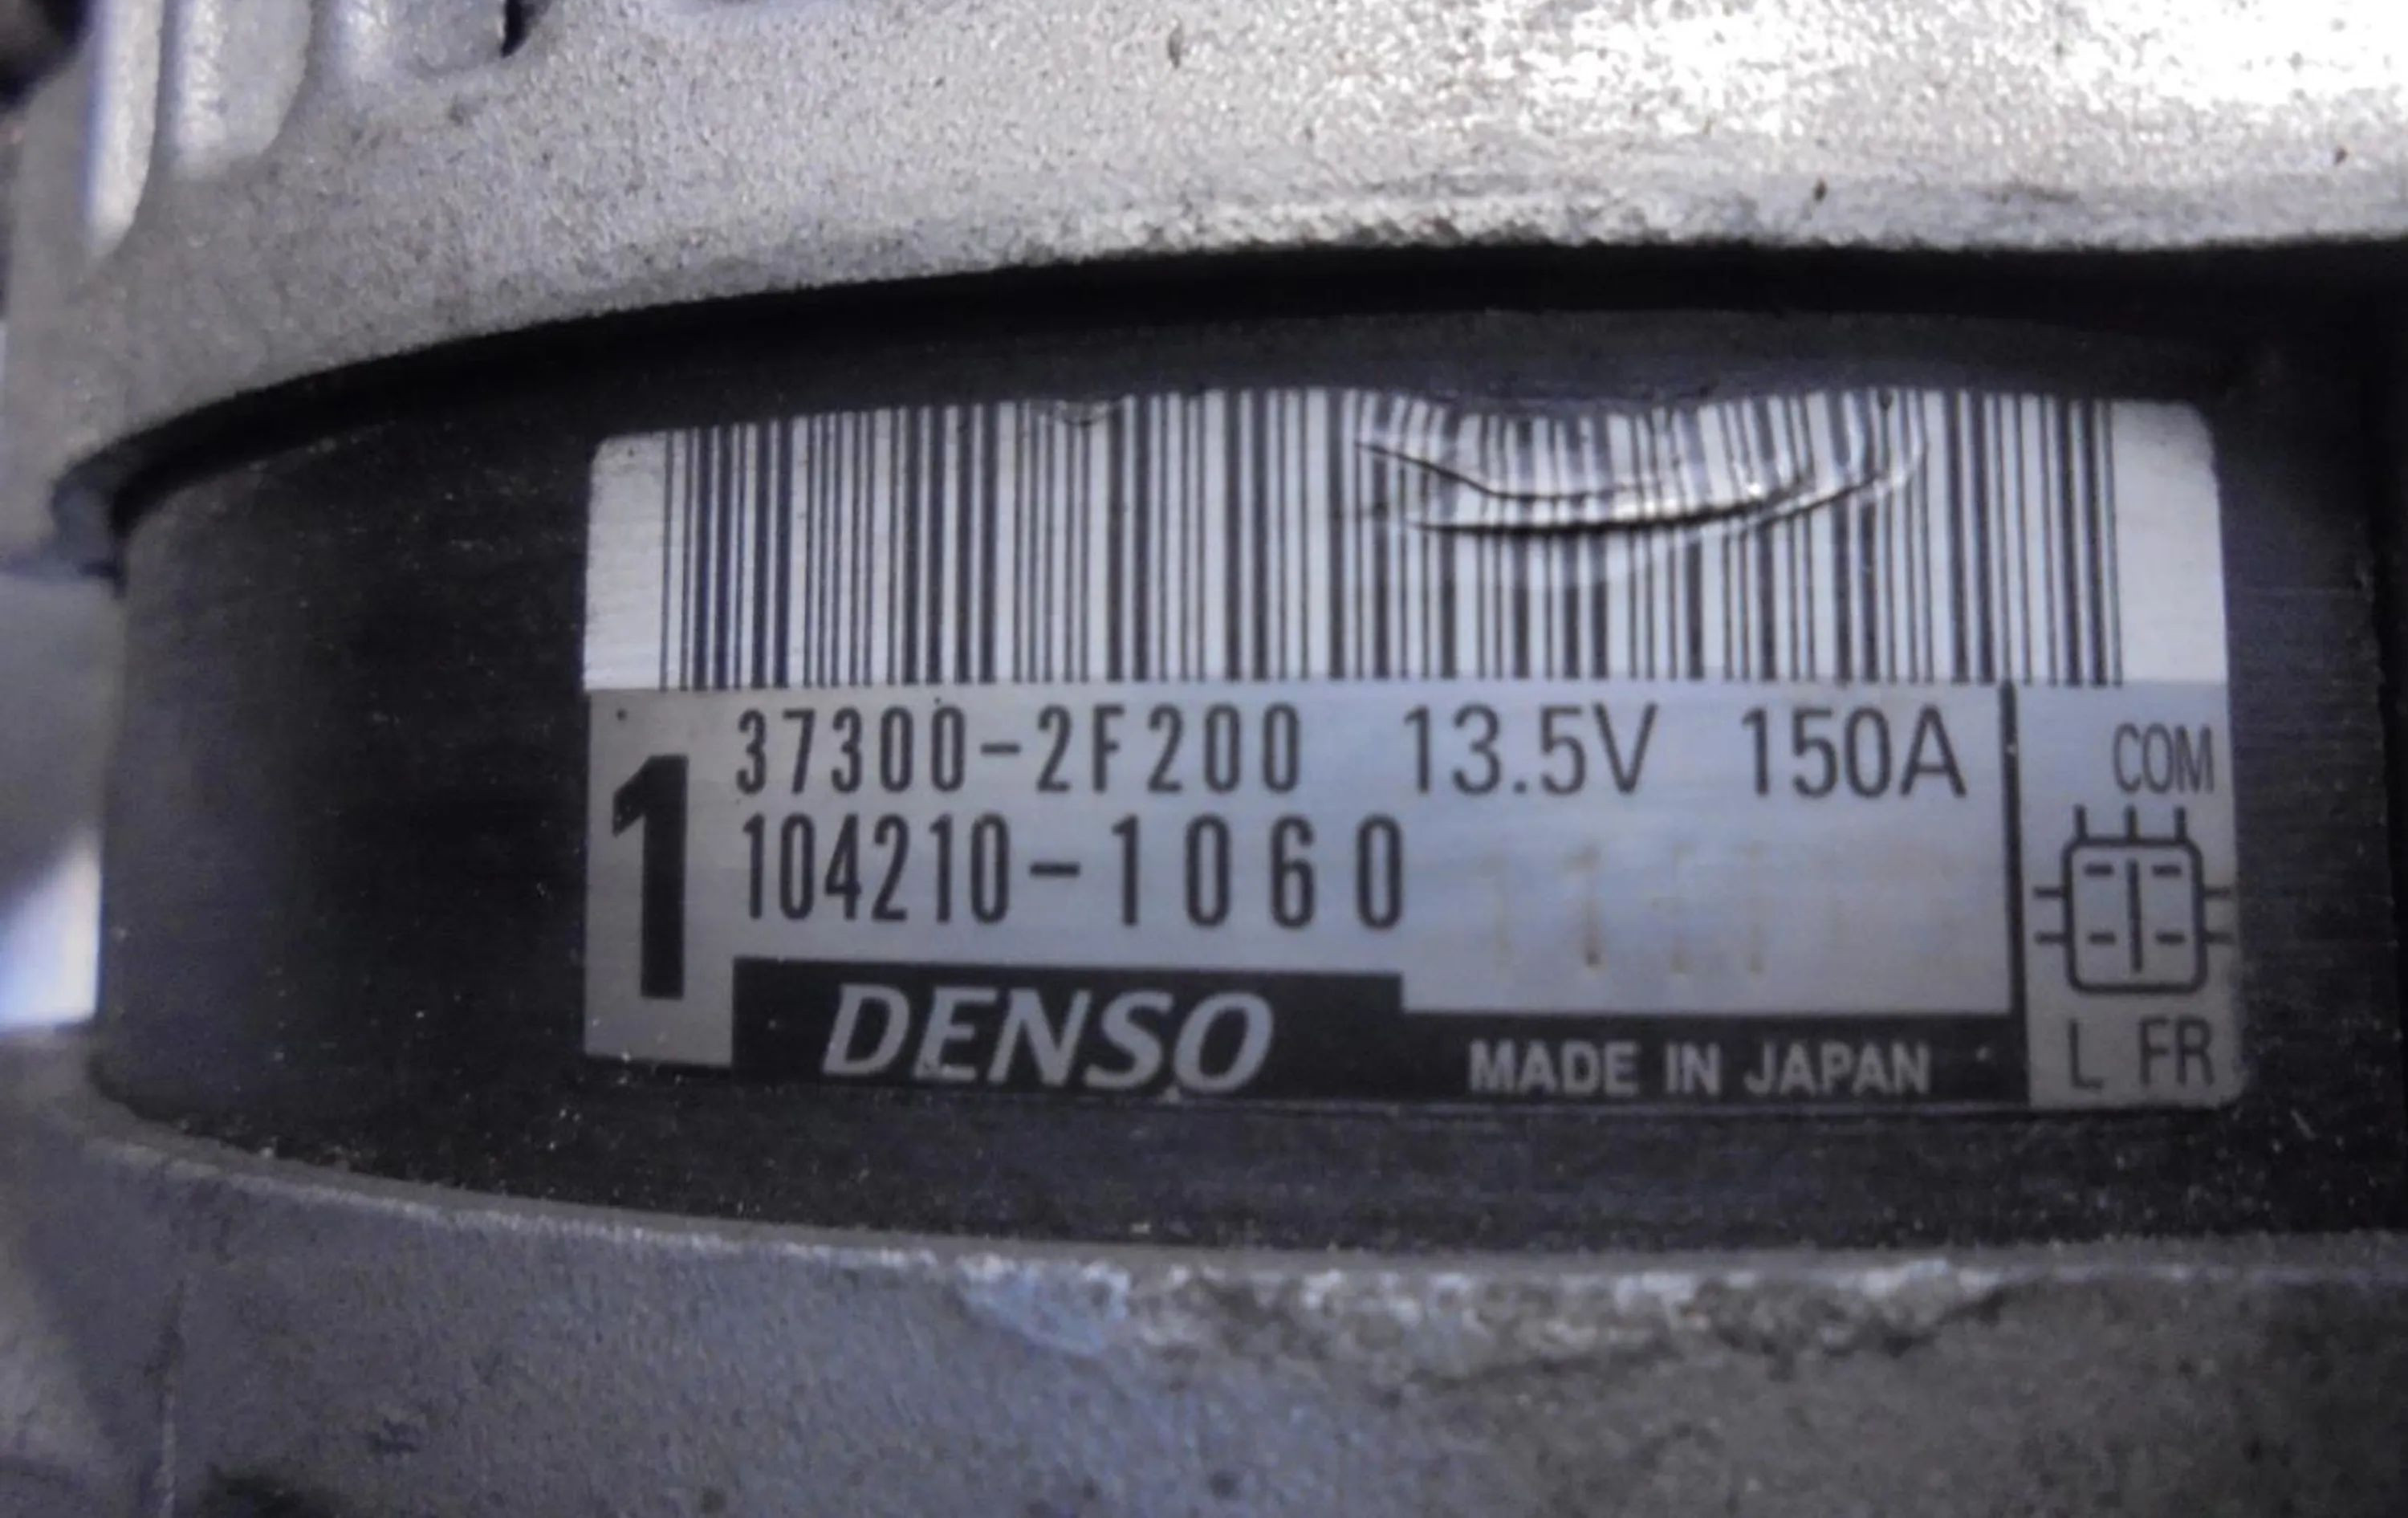 1
37300-2F200 13.5V 150A
104210-1060
DENSO
MADE IN JAPAN
COM
L FR